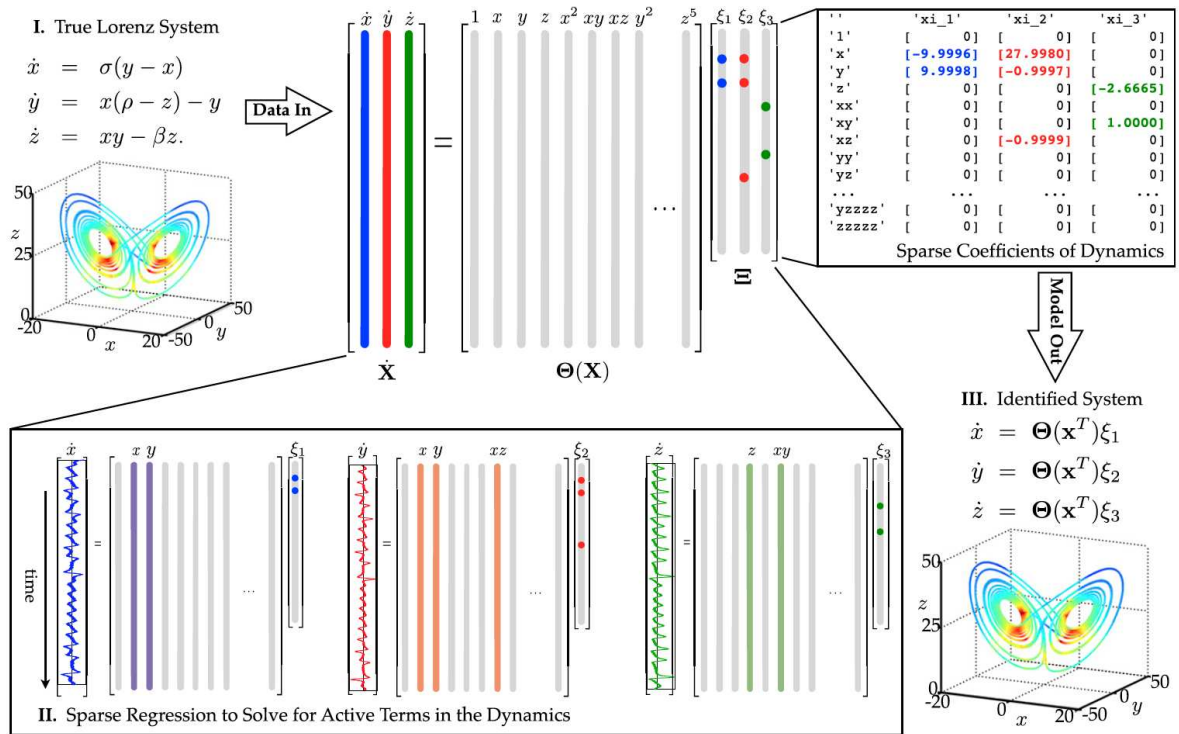 I. True Lorenz System
ẋ = σ(y − x)
ẏ = x(ρ − z) − y
ż = xy − βz.
Data In
50
z
25
0
-20
0
x
20
-50
0
y
50
ẋ ẏ ż
Ẋ
=
1 x y z x² xy xz y² z⁵
...
Θ(X)
ξ₁ ξ₂ ξ₃
Ξ
'' 'xi_1' 'xi_2' 'xi_3'
'1' [ 0] [ 0] [ 0]
'x' [-9.9996] [27.9980] [ 0]
'y' [ 9.9998] [-0.9997] [ 0]
'z' [ 0] [ 0] [-2.6665]
'xx' [ 0] [ 0] [ 0]
'xy' [ 0] [ 0] [ 1.0000]
'xz' [ 0] [-0.9999] [ 0]
'yy' [ 0] [ 0] [ 0]
'yz' [ 0] [ 0] [ 0]
... ... ... ...
'yzzzz' [ 0] [ 0] [ 0]
'zzzzz' [ 0] [ 0] [ 0]
Sparse Coefficients of Dynamics
Model Out
III. Identified System
ẋ = Θ(xᵀ)ξ₁
ẏ = Θ(xᵀ)ξ₂
ż = Θ(xᵀ)ξ₃
50
z
25
0
-20
0
x
20
-50
0
y
50
time
ẋ = x y ... ξ₁
ẏ = x y xz ... ξ₂
ż = z xy ... ξ₃
II. Sparse Regression to Solve for Active Terms in the Dynamics